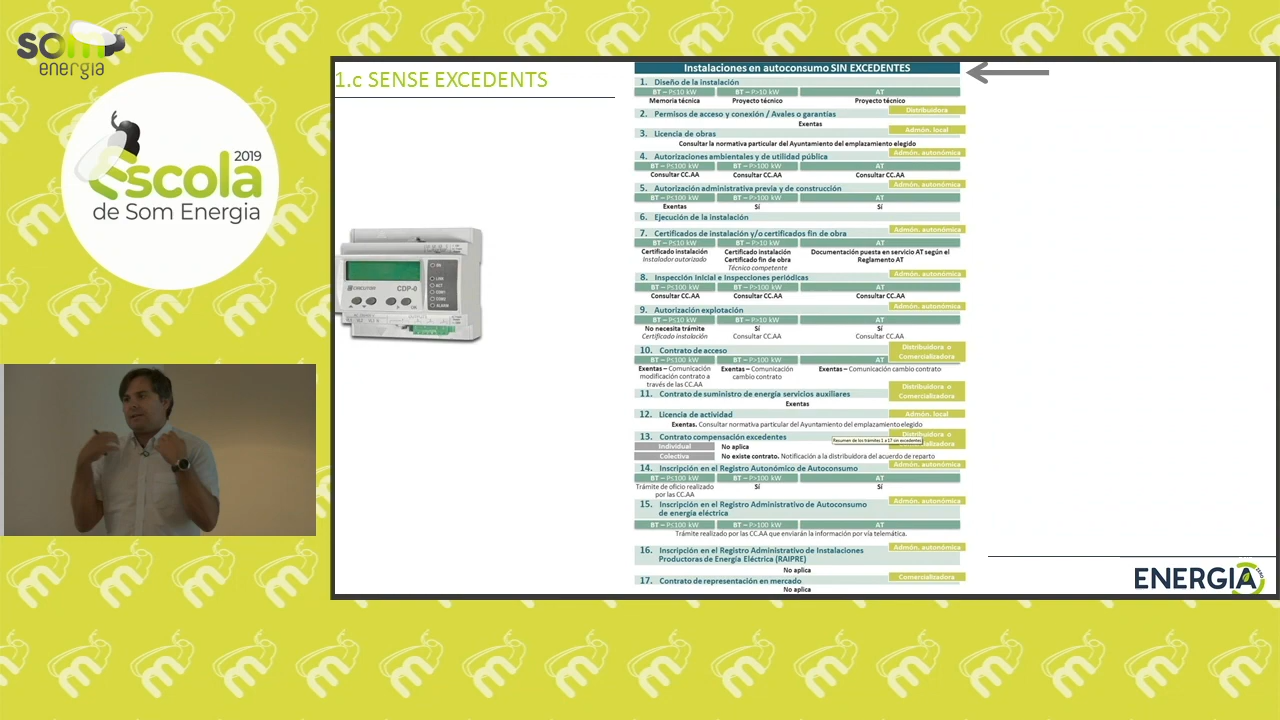 som
energia
2019
Escola
de Som Energia
1.c SENSE EXCEDENTS
CIRCUTOR
CDP-0
Instalaciones en autoconsumo SIN EXCEDENTES
1. Diseño de la instalación
BT – P≤10 kW BT – P>10 kW AT
Memoria técnica Proyecto técnico Proyecto técnico
Distribuidora
2. Permisos de acceso y conexión / Avales o garantías
Exentas
Admón. local
3. Licencia de obras
Consultar la normativa particular del Ayuntamiento del emplazamiento elegido
Admón. autonómica
4. Autorizaciones ambientales y de utilidad pública
BT – P≤100 kW BT – P>100 kW AT
Consultar CC.AA Consultar CC.AA Consultar CC.AA
Admón. autonómica
5. Autorización administrativa previa y de construcción
BT – P≤100 kW BT – P>100 kW AT
Exentas Sí Sí
6. Ejecución de la instalación
Admón. autonómica
7. Certificados de instalación y/o certificados fin de obra
BT – P≤10 kW BT – P>10 kW AT
Certificado instalación Certificado instalación Documentación puesta en servicio AT según el
Instalador autorizado Certificado fin de obra Reglamento AT
Técnico competente
Admón. autonómica
8. Inspección inicial e inspecciones periódicas
BT – P≤100 kW BT – P>100 kW AT
Consultar CC.AA Consultar CC.AA Consultar CC.AA
Admón. autonómica
9. Autorización explotación
BT – P≤10 kW BT – P>10 kW AT
No necesita trámite Sí Sí
Certificado instalación Consultar CC.AA Consultar CC.AA
Distribuidora o
Comercializadora
10. Contrato de acceso
BT – P≤100 kW BT – P>100 kW AT
Exentas – Comunicación Exentas – Comunicación Exentas – Comunicación cambio contrato
modificación contrato a cambio contrato
través de las CC.AA
Distribuidora o
Comercializadora
11. Contrato de suministro de energía servicios auxiliares
Exentas
12. Licencia de actividad Admón. local
Exentas. Consultar normativa particular del Ayuntamiento del emplazamiento elegido
Distribuidora o
13. Contrato compensación excedentes
Resumen de los trámites 1 a 17 sin excedentes
Individual No aplica
Colectiva No existe contrato. Notificación a la distribuidora del acuerdo de reparto
Admón. autonómica
14. Inscripción en el Registro Autonómico de Autoconsumo
BT – P≤100 kW BT – P>100 kW AT
Trámite de oficio realizado Sí Sí
por las CC.AA
Admón. autonómica
15. Inscripción en el Registro Administrativo de Autoconsumo
de energía eléctrica
BT – P≤100 kW BT – P>100 kW AT
Trámite realizado por las CC.AA que enviarán la información por vía telemática.
Admón. autonómica
16. Inscripción en el Registro Administrativo de Instalaciones
Productoras de Energía Eléctrica (RAIPRE)
No aplica
Comercializadora
17. Contrato de representación en mercado
No aplica
ENERGIA